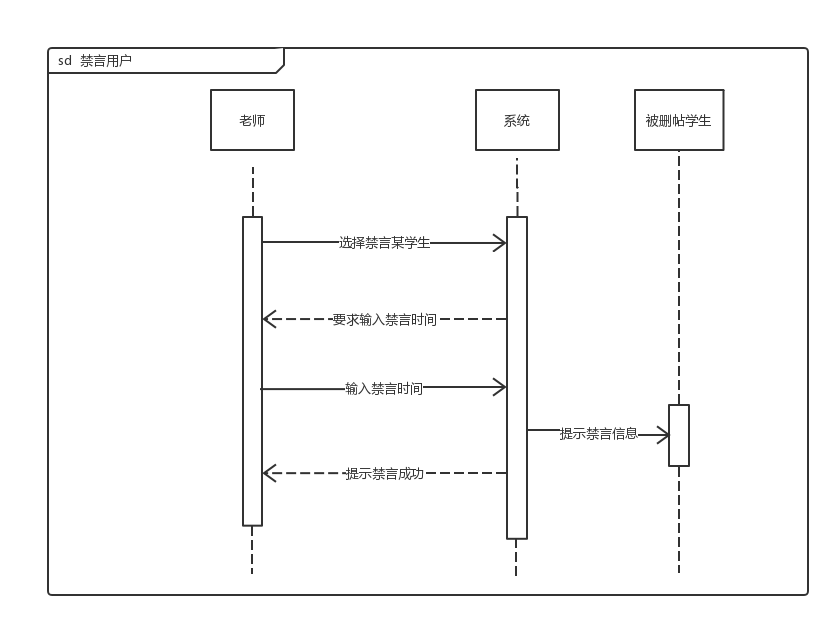 sd 禁言用户
老师
系统
被删帖学生
选择禁言某学生
要求输入禁言时间
输入禁言时间
提示禁言信息
提示禁言成功